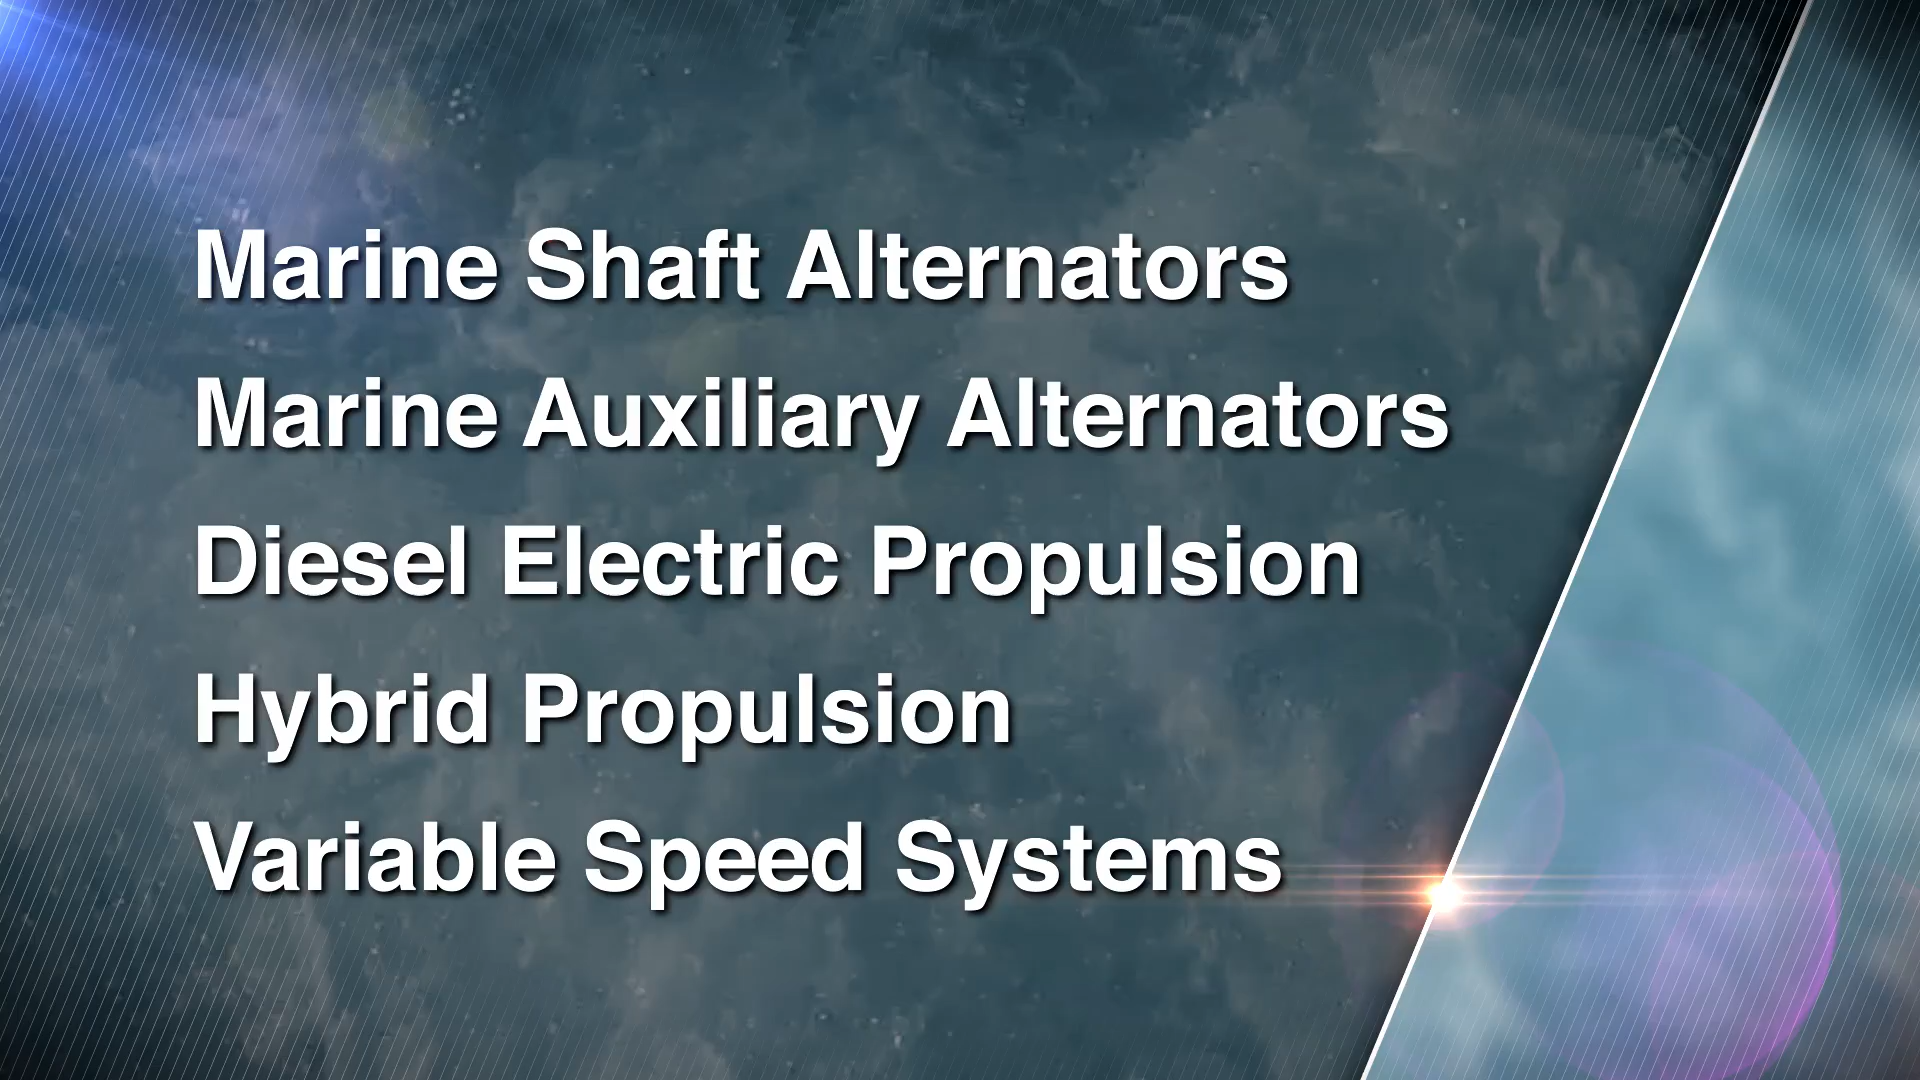 Marine Shaft Alternators
Marine Auxiliary Alternators
Diesel Electric Propulsion
Hybrid Propulsion
Variable Speed Systems